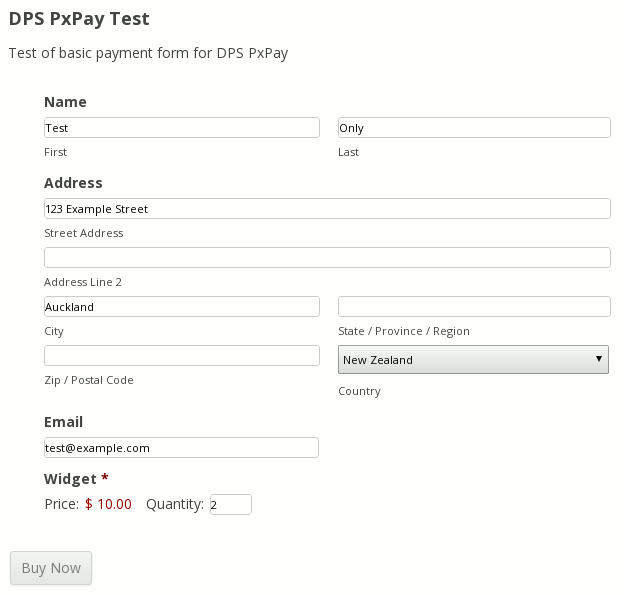 DPS PxPay Test
Test of basic payment form for DPS PxPay
Name
Test Only
First Last
Address
123 Example Street
Street Address
Address Line 2
Auckland
City State / Province / Region
New Zealand
Zip / Postal Code Country
Email
test@example.com
Widget *
Price: $ 10.00 Quantity: 2
Buy Now